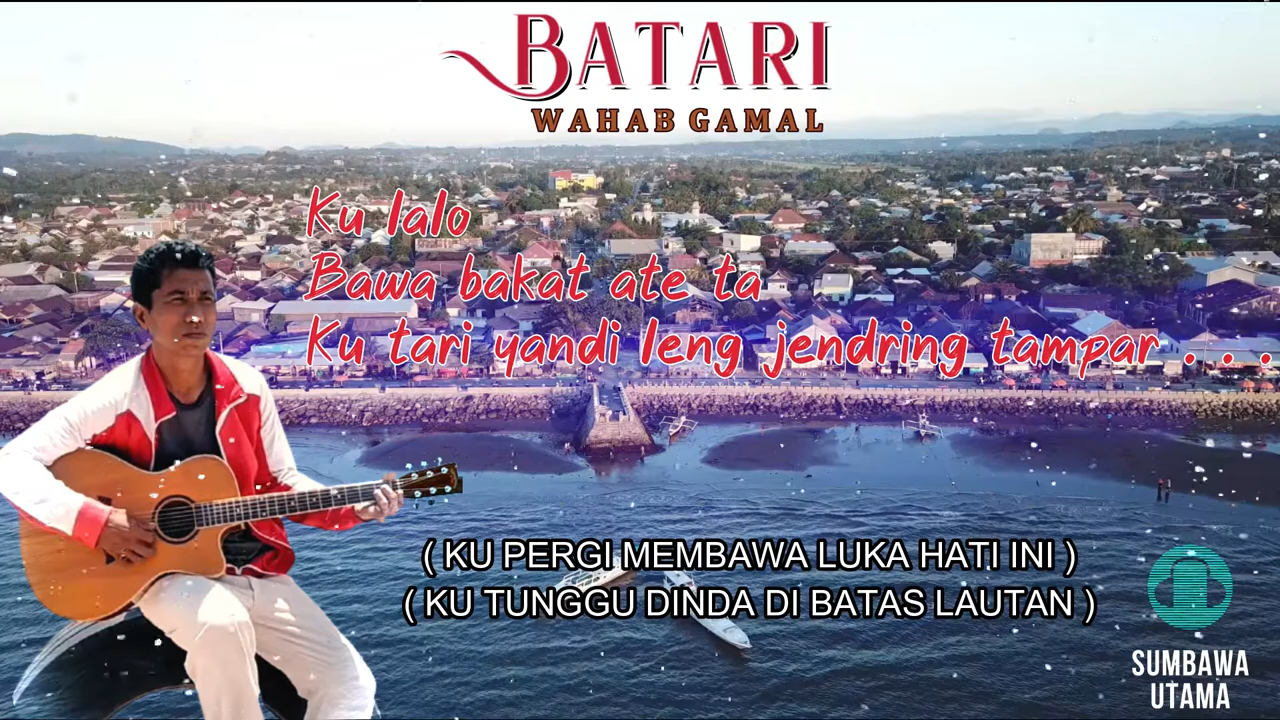 BATARI
WAHAB GAMAL
Ku lalo
Bawa bakat ate ta
Ku tari yandi leng jendring tampar . . .
( KU PERGI MEMBAWA LUKA HATI INI )
( KU TUNGGU DINDA DI BATAS LAUTAN )
SUMBAWA
UTAMA